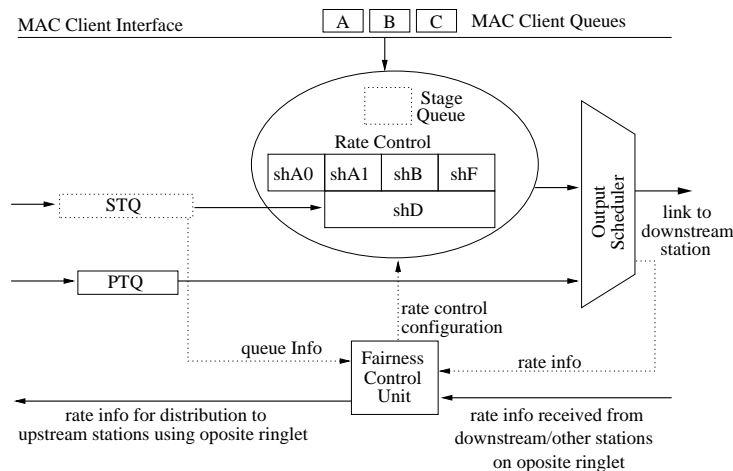 MAC Client Interface
A B C
MAC Client Queues
Stage
Queue
Rate Control
shA0 shA1 shB shF
shD
STQ
PTQ
Output
Scheduler
link to
downstream
station
rate control
configuration
queue Info
Fairness
Control
Unit
rate info
rate info for distribution to
upstream stations using oposite ringlet
rate info received from
downstream/other stations
on oposite ringlet